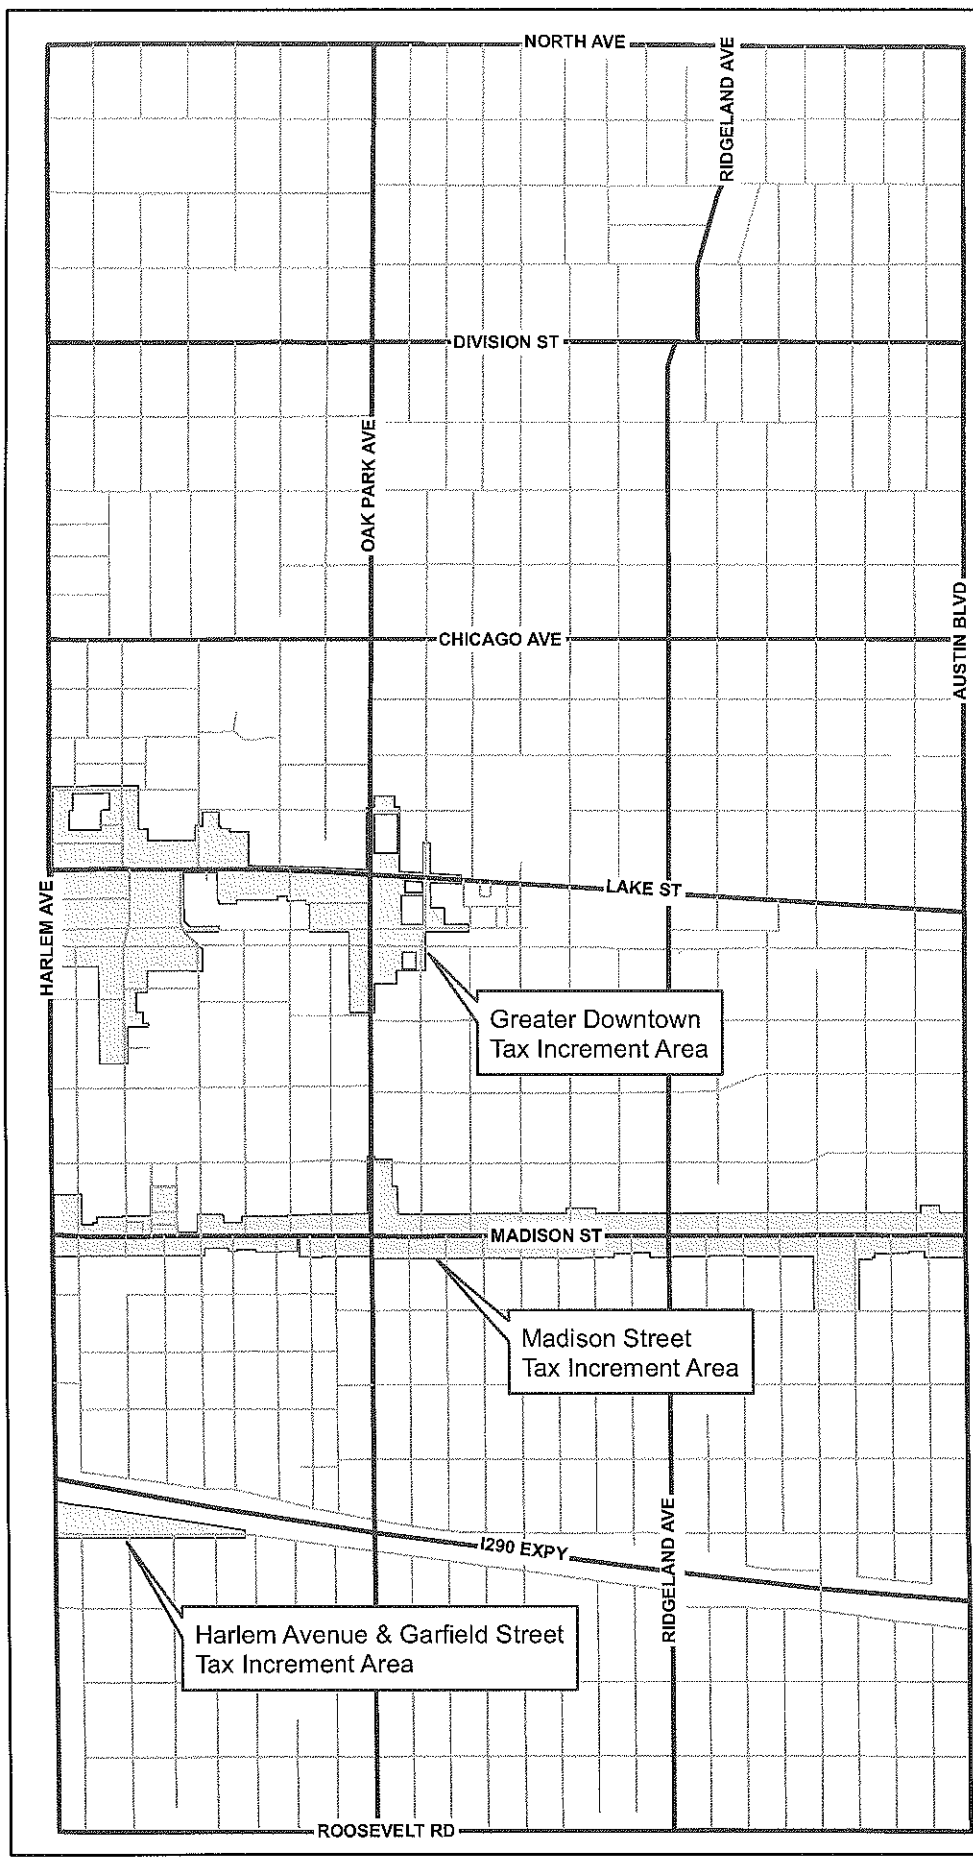 NORTH AVE
RIDGELAND AVE
DIVISION ST
OAK PARK AVE
CHICAGO AVE
AUSTIN BLVD
HARLEM AVE
LAKE ST
Greater Downtown
Tax Increment Area
MADISON ST
Madison Street
Tax Increment Area
I290 EXPY
RIDGELAND AVE
Harlem Avenue & Garfield Street
Tax Increment Area
ROOSEVELT RD